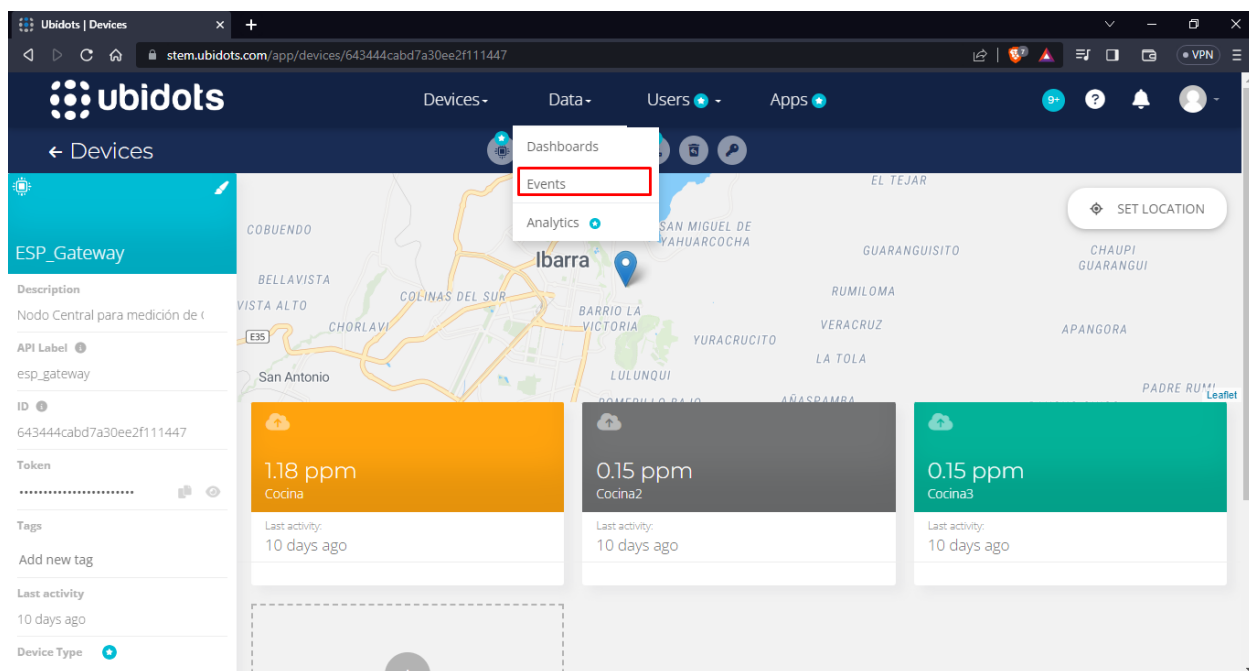 Ubidots | Devices
stem.ubidots.com/app/devices/643444cabd7a30ee2f111447
VPN
ubidots
Devices
Data
Users
Apps
9+
← Devices
Dashboards
Events
Analytics
ESP_Gateway
Description
Nodo Central para medición de
API Label
esp_gateway
ID
643444cabd7a30ee2f111447
Token
Tags
Add new tag
Last activity
10 days ago
Device Type
SET LOCATION
EL TEJAR
COBUENDO
SAN MIGUEL DE
YAHUARCOCHA
GUARANGUISITO
CHAUPI
GUARANGUI
Ibarra
BELLAVISTA
COLINAS DEL SUR
RUMILOMA
VISTA ALTO
BARRIO LA
VICTORIA
CHORLAVI
VERACRUZ
E35
YURACRUCITO
APANGORA
LA TOLA
San Antonio
LULUNQUI
PADRE
Leaflet
1.18 ppm
Cocina
Last activity:
10 days ago
0.15 ppm
Cocina2
Last activity:
10 days ago
0.15 ppm
Cocina3
Last activity:
10 days ago